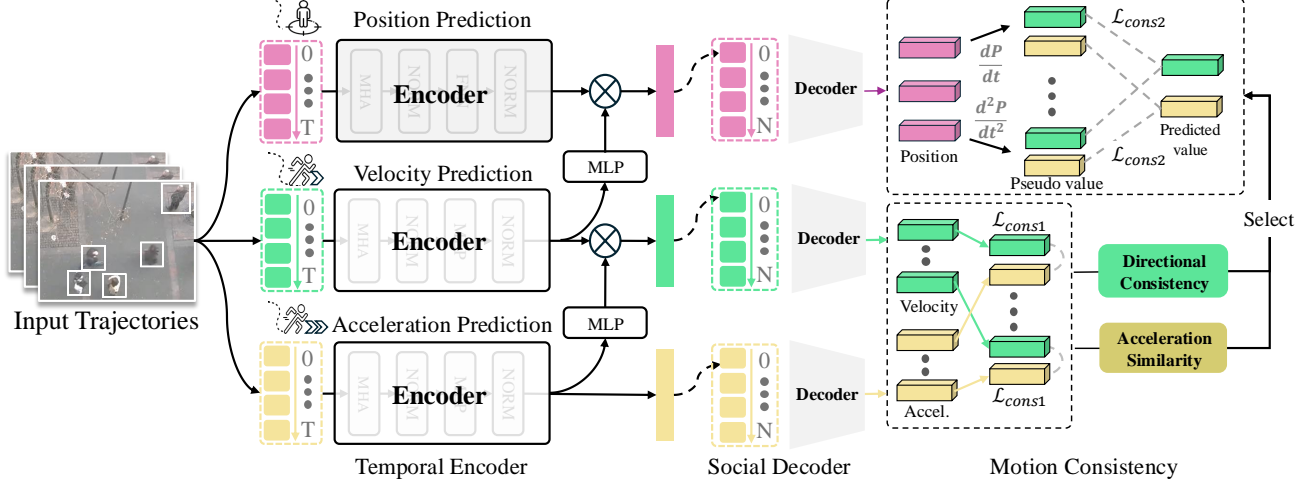 Position Prediction
0
T
MHA
NORM
NORM
Encoder
0
N
Decoder
Position
dP
dt
d²P
dt²
ℒcons2
ℒcons2
Pseudo value
Predicted
value
MLP
Velocity Prediction
0
T
MHA
NORM
NORM
Encoder
0
N
Decoder
Velocity
Accel.
ℒcons1
ℒcons1
Directional
Consistency
Acceleration
Similarity
Select
Input Trajectories
MLP
Acceleration Prediction
0
T
MHA
NORM
NORM
Encoder
0
N
Decoder
Temporal Encoder
Social Decoder
Motion Consistency